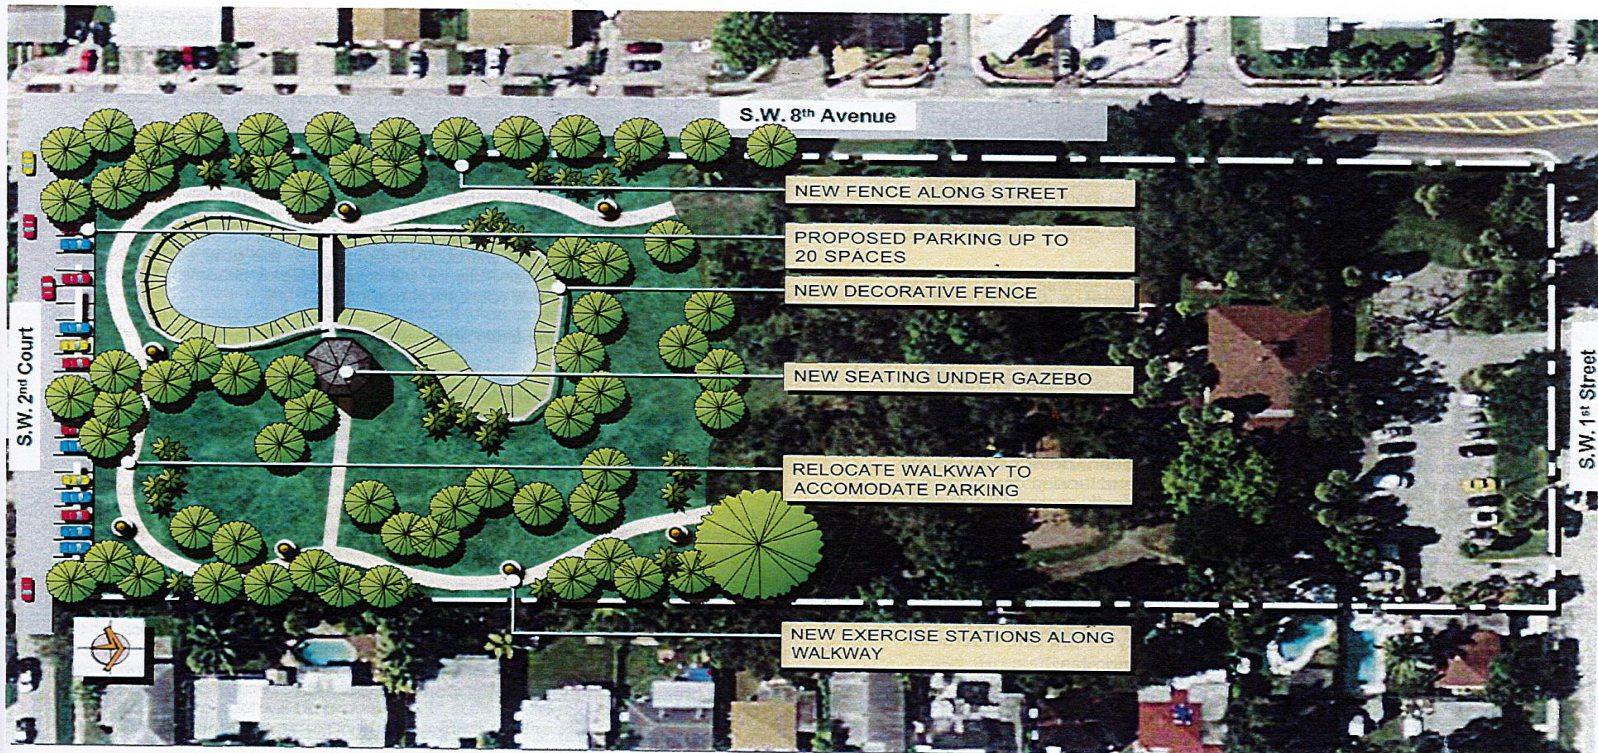 S.W. 8th Avenue
NEW FENCE ALONG STREET
PROPOSED PARKING UP TO
20 SPACES
NEW DECORATIVE FENCE
S.W. 2nd Court
NEW SEATING UNDER GAZEBO
S.W. 1st Street
RELOCATE WALKWAY TO
ACCOMODATE PARKING
NEW EXERCISE STATIONS ALONG
WALKWAY